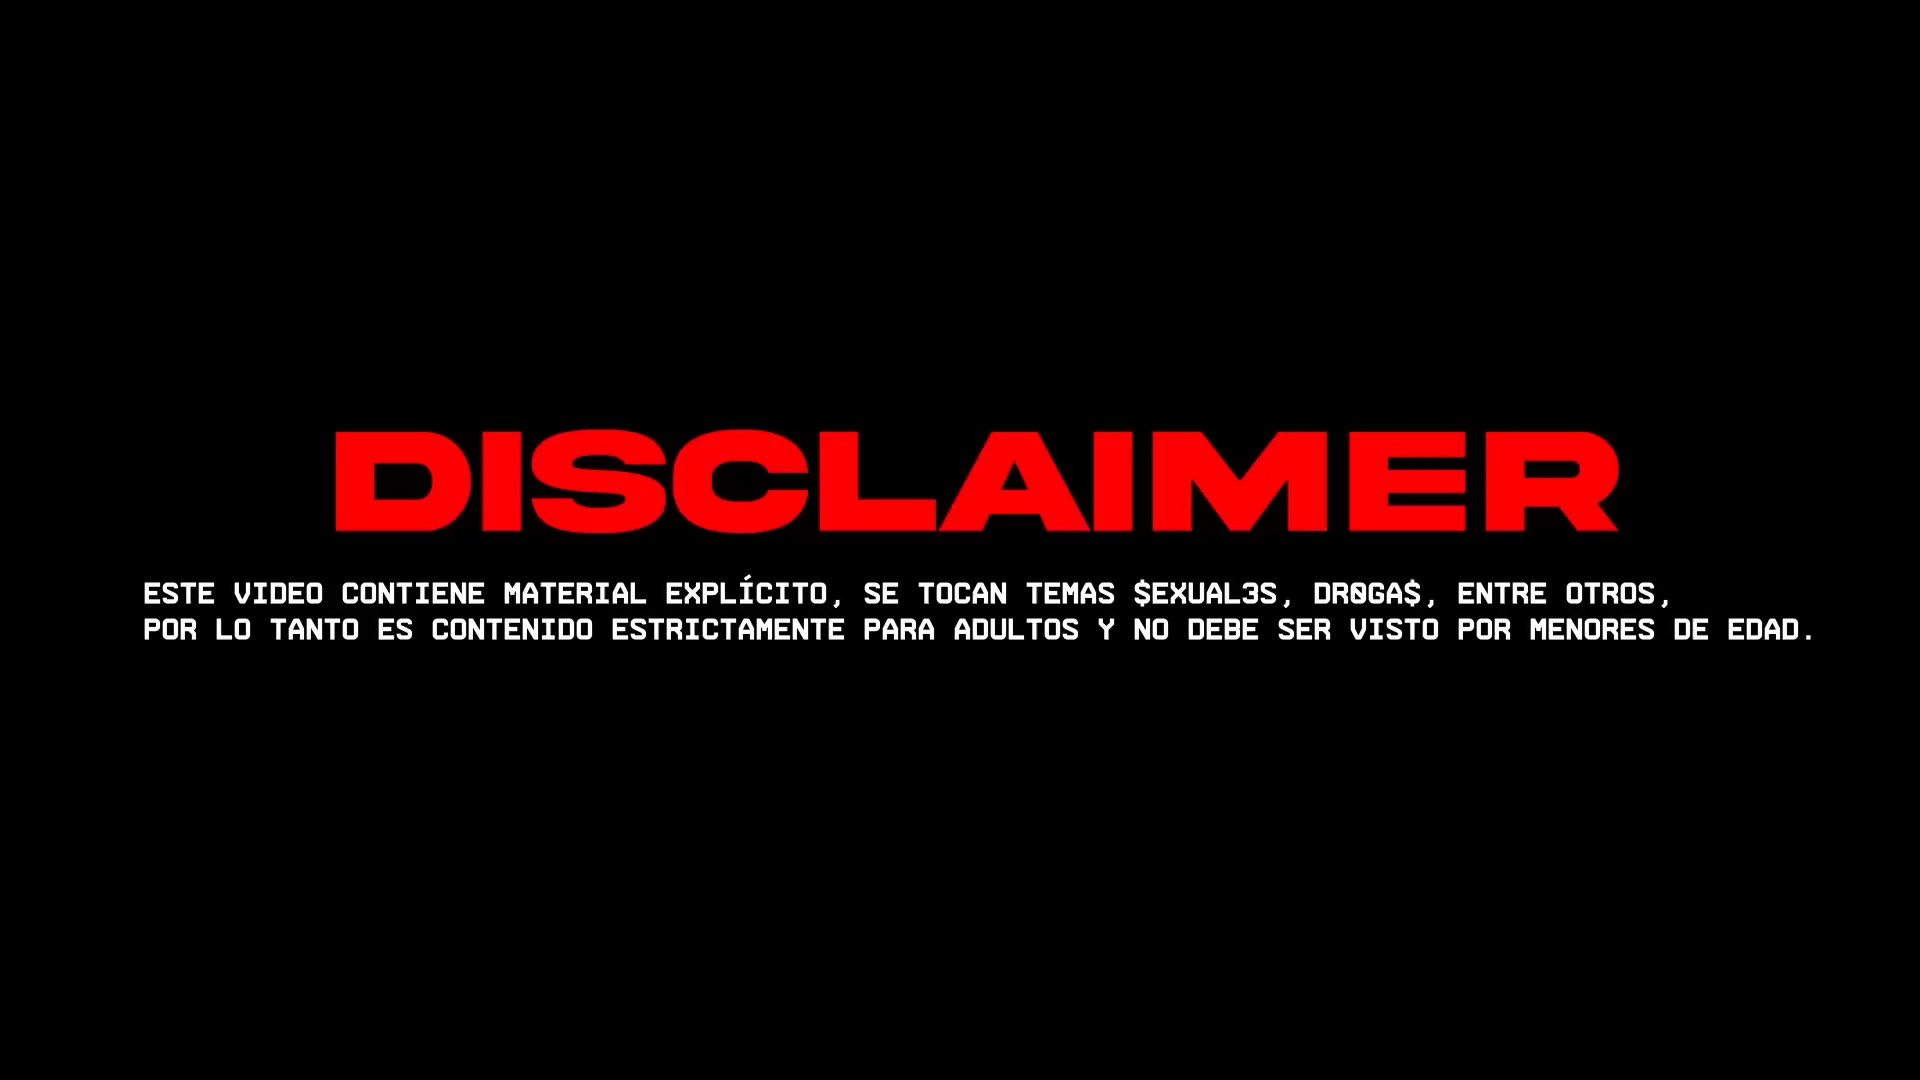 DISCLAIMER
ESTE VIDEO CONTIENE MATERIAL EXPLÍCITO, SE TOCAN TEMAS $EXUAL3S, DR0GA$, ENTRE OTROS,
POR LO TANTO ES CONTENIDO ESTRICTAMENTE PARA ADULTOS Y NO DEBE SER VISTO POR MENORES DE EDAD.